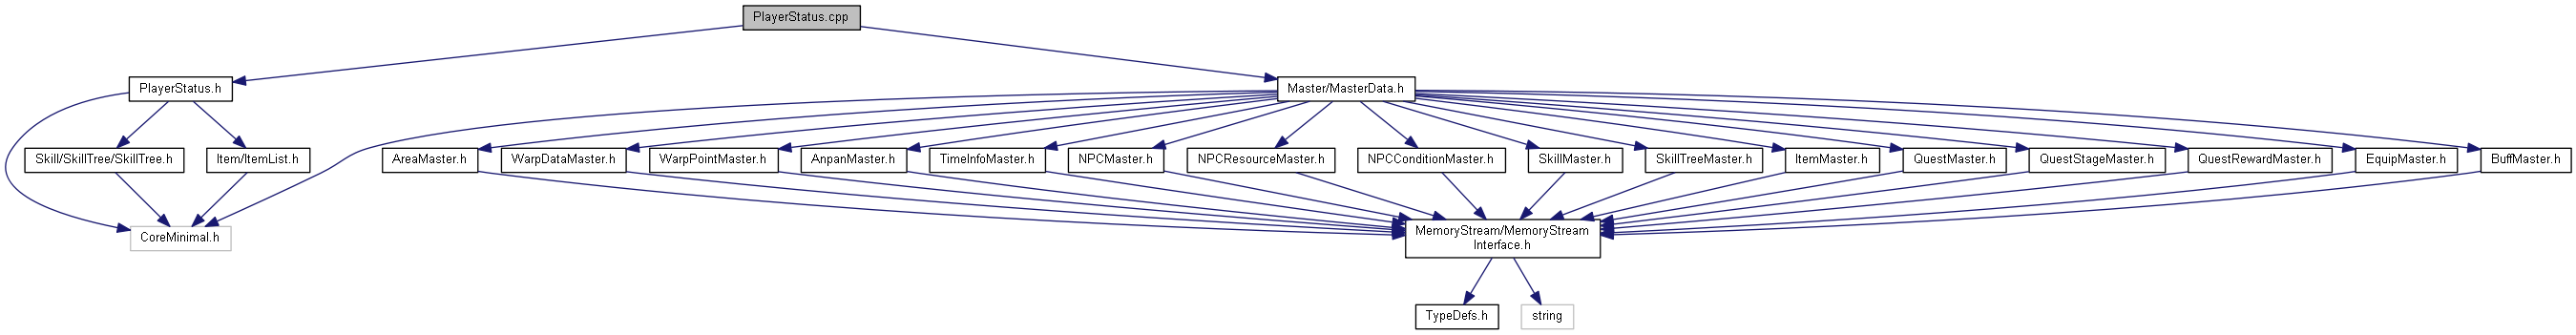 PlayerStatus.cpp
PlayerStatus.h
Master/MasterData.h
Skill/SkillTree/SkillTree.h
Item/ItemList.h
AreaMaster.h
WarpDataMaster.h
WarpPointMaster.h
AnpanMaster.h
TimeInfoMaster.h
NPCMaster.h
NPCResourceMaster.h
NPCConditionMaster.h
SkillMaster.h
SkillTreeMaster.h
ItemMaster.h
QuestMaster.h
QuestStageMaster.h
QuestRewardMaster.h
EquipMaster.h
BuffMaster.h
CoreMinimal.h
MemoryStream/MemoryStream
Interface.h
TypeDefs.h
string